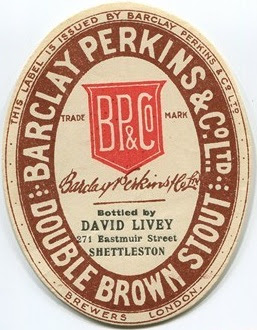 THIS LABEL IS ISSUED BY BARCLAY PERKINS & Cº LTD
BARCLAY PERKINS & Cº. LTD.
TRADE MARK
BP
& Cº
Barclay Perkins & Co Ltd
Bottled by
DAVID LIVEY
271 Eastmuir Street
SHETTLESTON
DOUBLE BROWN STOUT
BREWERS LONDON.